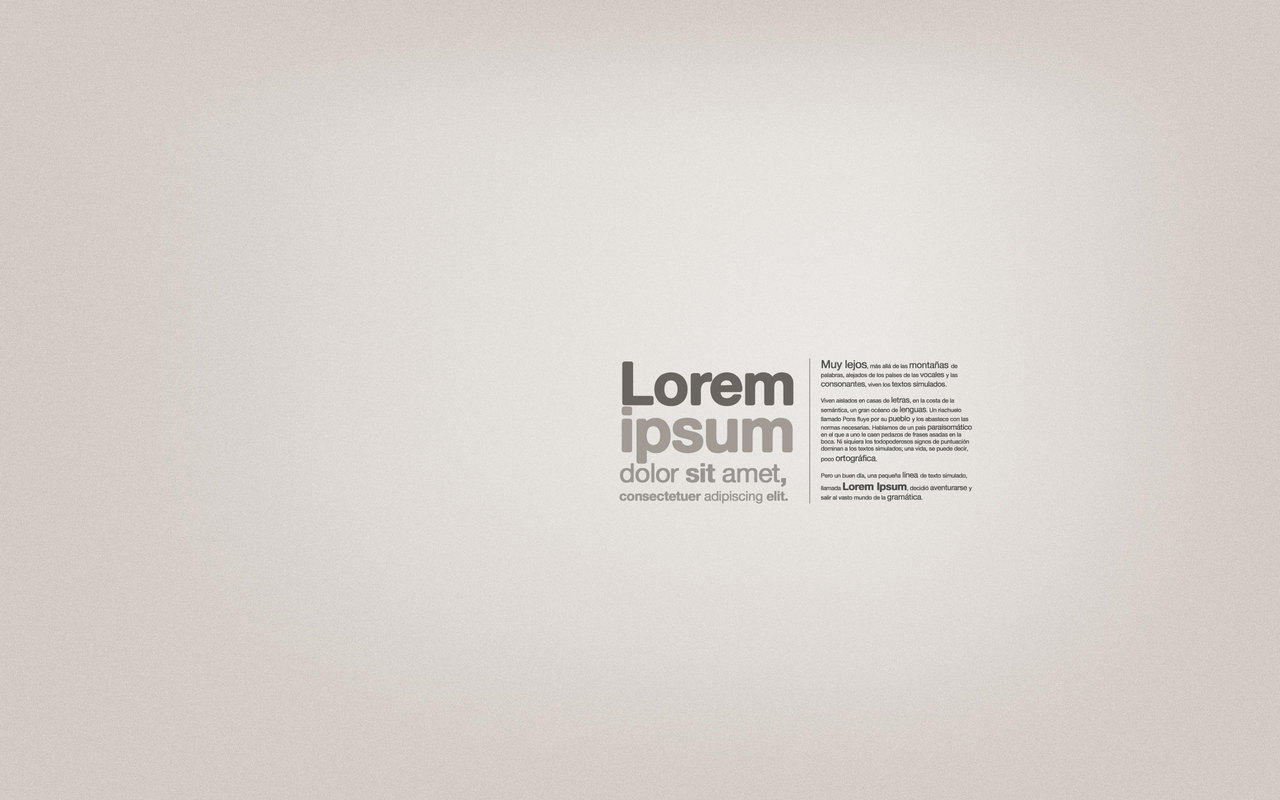 Lorem
ipsum
dolor sit amet,
consectetuer adipiscing elit.
Muy lejos, más allá de las montañas de
palabras, alejados de los países de las vocales y las
consonantes, viven los textos simulados.
Viven aislados en casas de letras, en la costa de la
semántica, un gran océano de lenguas. Un riachuelo
llamado Pons fluye por su pueblo y los abastece con las
normas necesarias. Hablamos de un país paraisomático
en el que a uno le caen pedazos de frases asadas en la
boca. Ni siquiera los todopoderosos signos de puntuación
dominan a los textos simulados; una vida, se puede decir,
poco ortográfica.
Pero un buen día, una pequeña línea de texto simulado,
llamada Lorem Ipsum, decidió aventurarse y
salir al vasto mundo de la gramática.